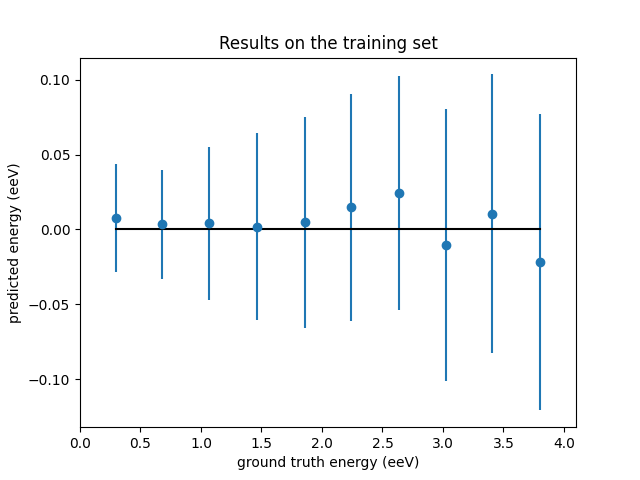 Results on the training set
0.10
0.05
0.00
−0.05
−0.10
predicted energy (eeV)
0.0 0.5 1.0 1.5 2.0 2.5 3.0 3.5 4.0
ground truth energy (eeV)